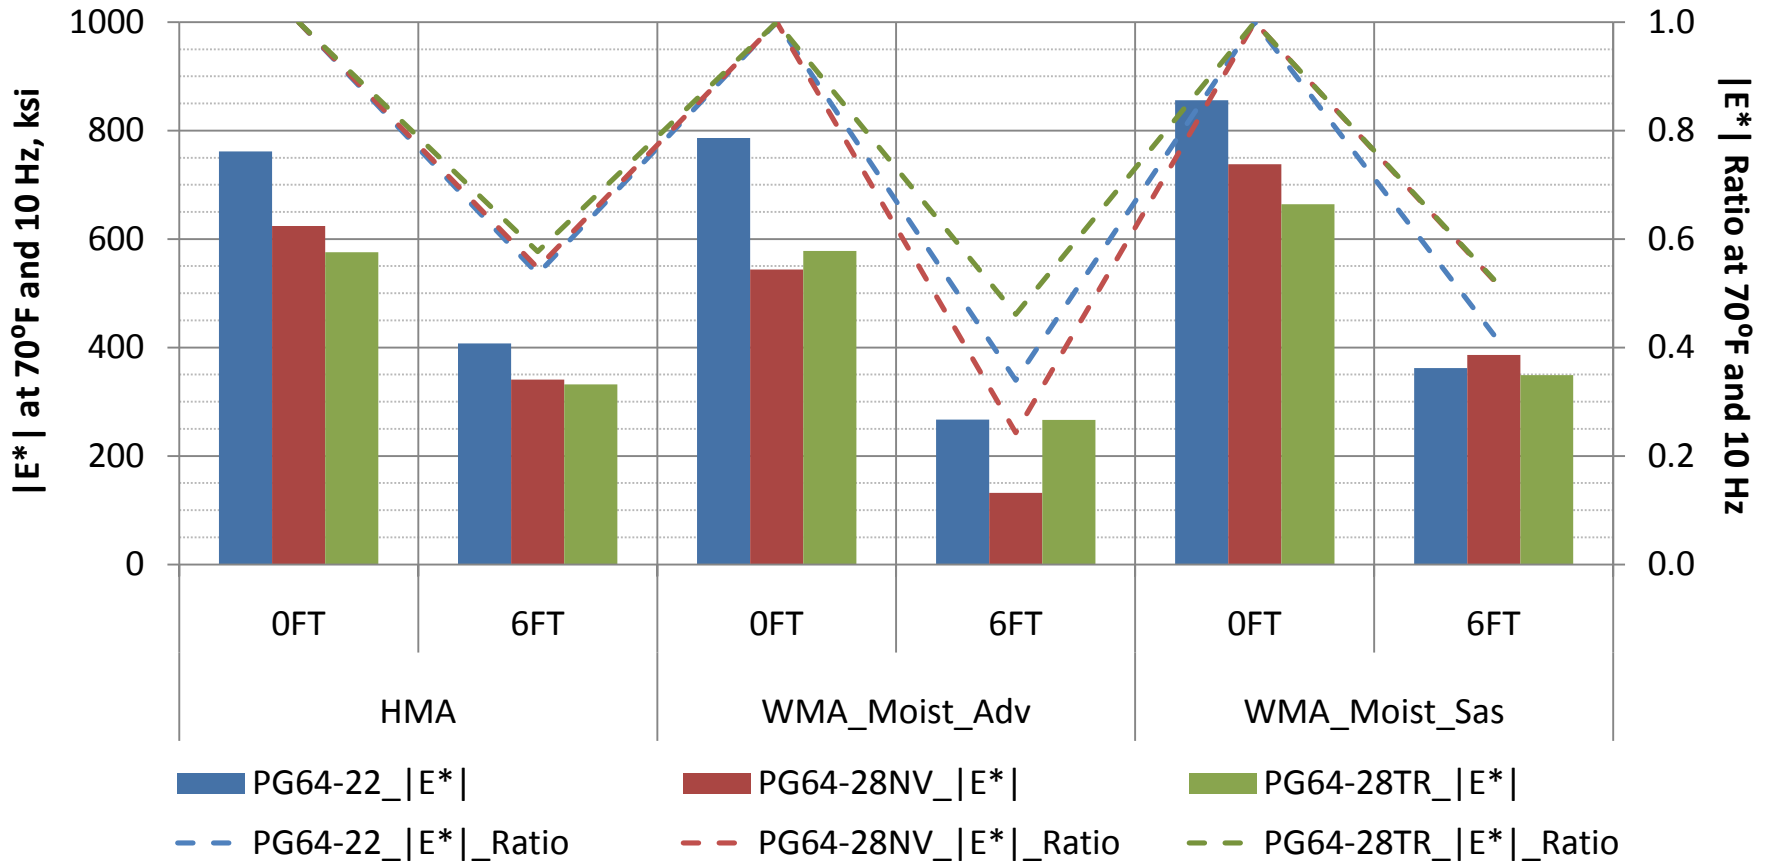 |E*| at 70⁰F and 10 Hz, ksi
1000
800
600
400
200
0
1.0
0.8
0.6
0.4
0.2
0.0
|E*| Ratio at 70⁰F and 10 Hz
0FT 6FT 0FT 6FT 0FT 6FT
HMA WMA_Moist_Adv WMA_Moist_Sas
PG64-22_|E*| PG64-28NV_|E*| PG64-28TR_|E*|
PG64-22_|E*|_Ratio PG64-28NV_|E*|_Ratio PG64-28TR_|E*|_Ratio